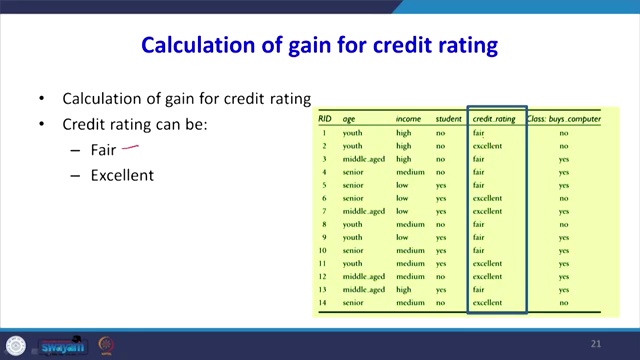 Calculation of gain for credit rating
• Calculation of gain for credit rating
• Credit rating can be:
– Fair
– Excellent
RID age income student credit_rating Class: buys_computer
1 youth high no fair no
2 youth high no excellent no
3 middle_aged high no fair yes
4 senior medium no fair yes
5 senior low yes fair yes
6 senior low yes excellent no
7 middle_aged low yes excellent yes
8 youth medium no fair no
9 youth low yes fair yes
10 senior medium yes fair yes
11 youth medium yes excellent yes
12 middle_aged medium no excellent yes
13 middle_aged high yes fair yes
14 senior medium no excellent no
swayam
21